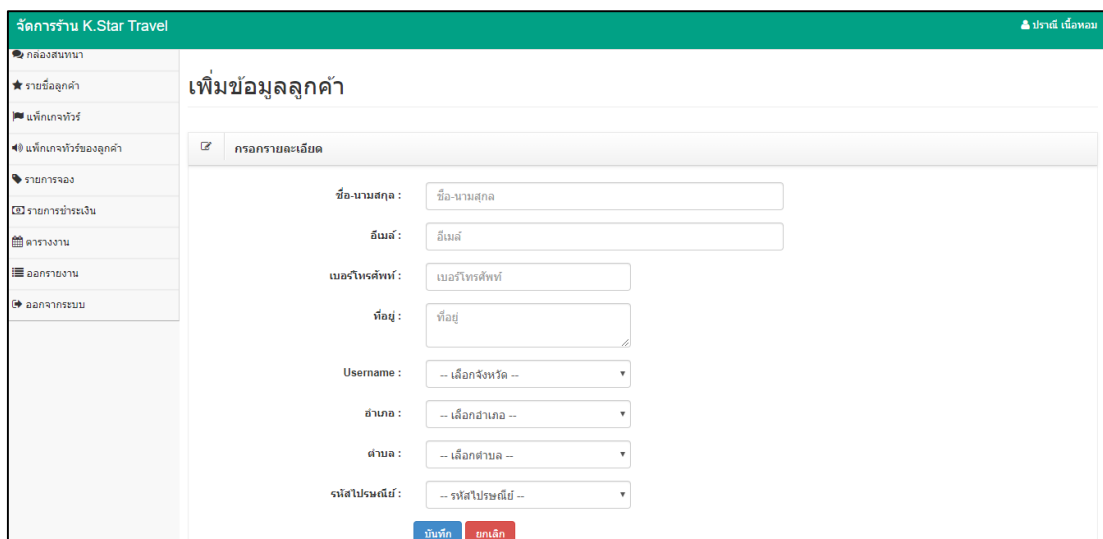 จัดการร้าน K.Star Travel
ปราณี เนื้อหอม
กล่องสนทนา
รายชื่อลูกค้า
แพ็กเกจทัวร์
แพ็กเกจทัวร์ของลูกค้า
รายการจอง
รายการชำระเงิน
ตารางงาน
ออกรายงาน
ออกจากระบบ
เพิ่มข้อมูลลูกค้า
กรอกรายละเอียด
ชื่อ-นามสกุล : ชื่อ-นามสกุล
อีเมล์ : อีเมล์
เบอร์โทรศัพท์ : เบอร์โทรศัพท์
ที่อยู่ : ที่อยู่
Username : -- เลือกจังหวัด --
อำเภอ : -- เลือกอำเภอ --
ตำบล : -- เลือกตำบล --
รหัสไปรษณีย์ : -- รหัสไปรษณีย์ --
บันทึก ยกเลิก